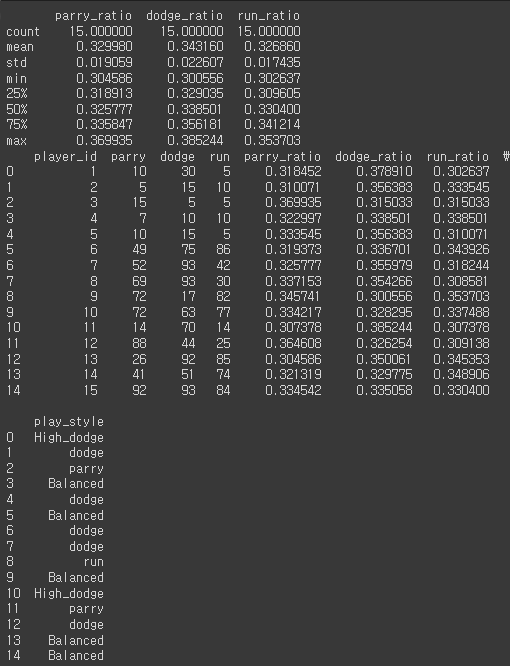 parry_ratio dodge_ratio run_ratio
count 15.000000 15.000000 15.000000
mean 0.329980 0.343160 0.326860
std 0.019059 0.022607 0.017435
min 0.304586 0.300556 0.302637
25% 0.318913 0.329035 0.309605
50% 0.325777 0.338501 0.330400
75% 0.335847 0.356181 0.341214
max 0.369935 0.385244 0.353703
player_id parry dodge run parry_ratio dodge_ratio run_ratio ₩
0 1 10 30 5 0.318452 0.378910 0.302637
1 2 5 15 10 0.310071 0.356383 0.333545
2 3 15 5 5 0.369935 0.315033 0.315033
3 4 7 10 10 0.322997 0.338501 0.338501
4 5 10 15 5 0.333545 0.356383 0.310071
5 6 49 75 86 0.319373 0.336701 0.343926
6 7 52 93 42 0.325777 0.355979 0.318244
7 8 69 93 30 0.337153 0.354266 0.308581
8 9 72 17 82 0.345741 0.300556 0.353703
9 10 72 63 77 0.334217 0.328295 0.337488
10 11 14 70 14 0.307378 0.385244 0.307378
11 12 88 44 25 0.364608 0.326254 0.309138
12 13 26 92 85 0.304586 0.350061 0.345353
13 14 41 51 74 0.321319 0.329775 0.348906
14 15 92 93 84 0.334542 0.335058 0.330400
play_style
0 High_dodge
1 dodge
2 parry
3 Balanced
4 dodge
5 Balanced
6 dodge
7 dodge
8 run
9 Balanced
10 High_dodge
11 parry
12 dodge
13 Balanced
14 Balanced